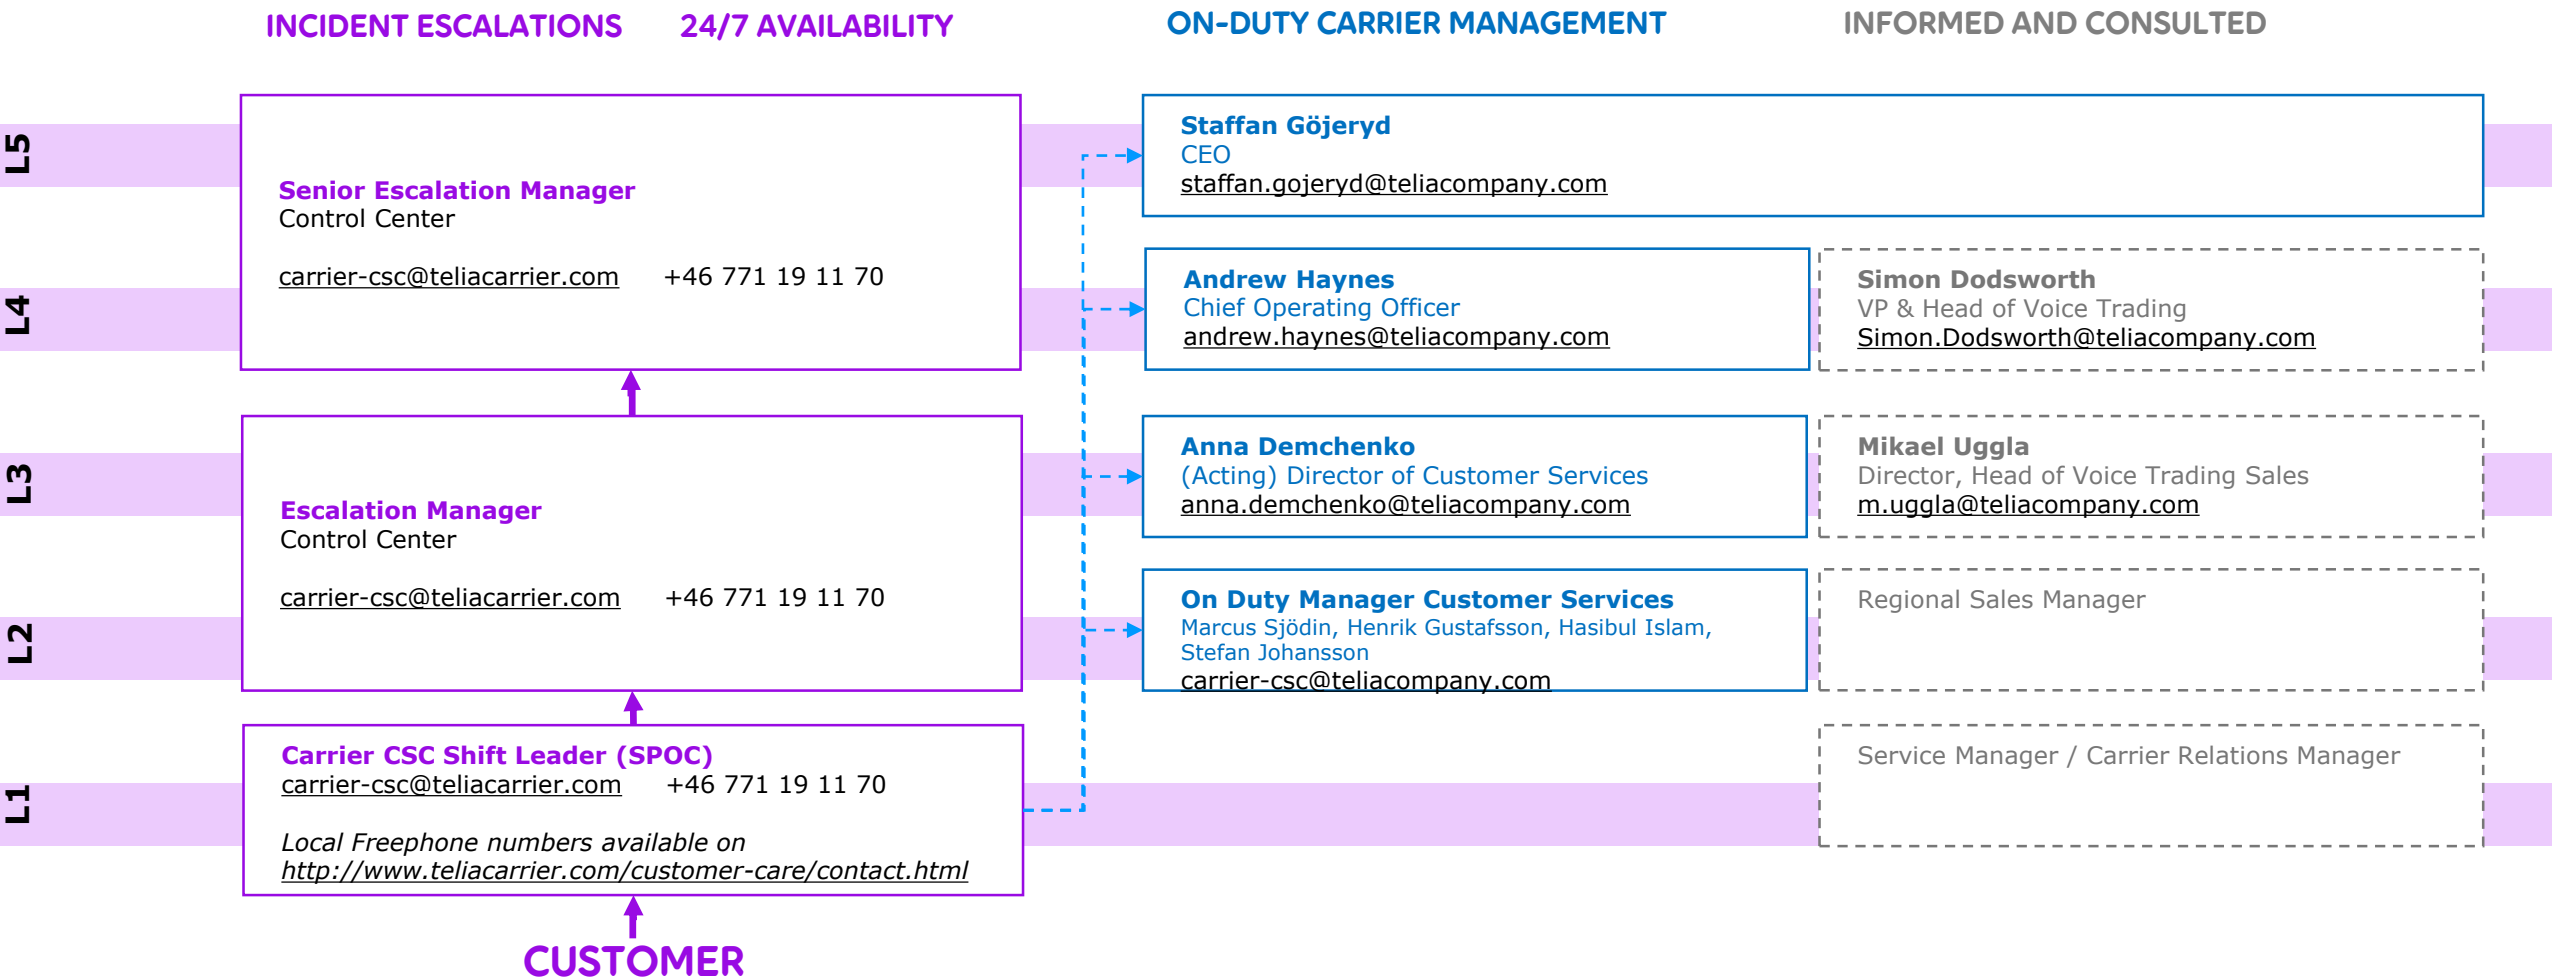 INCIDENT ESCALATIONS 24/7 AVAILABILITY
ON-DUTY CARRIER MANAGEMENT
INFORMED AND CONSULTED
L5
Senior Escalation Manager
Control Center
carrier-csc@teliacarrier.com +46 771 19 11 70
Staffan Göjeryd
CEO
staffan.gojeryd@teliacompany.com
L4
Andrew Haynes
Chief Operating Officer
andrew.haynes@teliacompany.com
Simon Dodsworth
VP & Head of Voice Trading
Simon.Dodsworth@teliacompany.com
L3
Escalation Manager
Control Center
carrier-csc@teliacarrier.com +46 771 19 11 70
Anna Demchenko
(Acting) Director of Customer Services
anna.demchenko@teliacompany.com
Mikael Uggla
Director, Head of Voice Trading Sales
m.uggla@teliacompany.com
L2
On Duty Manager Customer Services
Marcus Sjödin, Henrik Gustafsson, Hasibul Islam,
Stefan Johansson
carrier-csc@teliacompany.com
Regional Sales Manager
L1
Carrier CSC Shift Leader (SPOC)
carrier-csc@teliacarrier.com +46 771 19 11 70
Local Freephone numbers available on
http://www.teliacarrier.com/customer-care/contact.html
Service Manager / Carrier Relations Manager
CUSTOMER